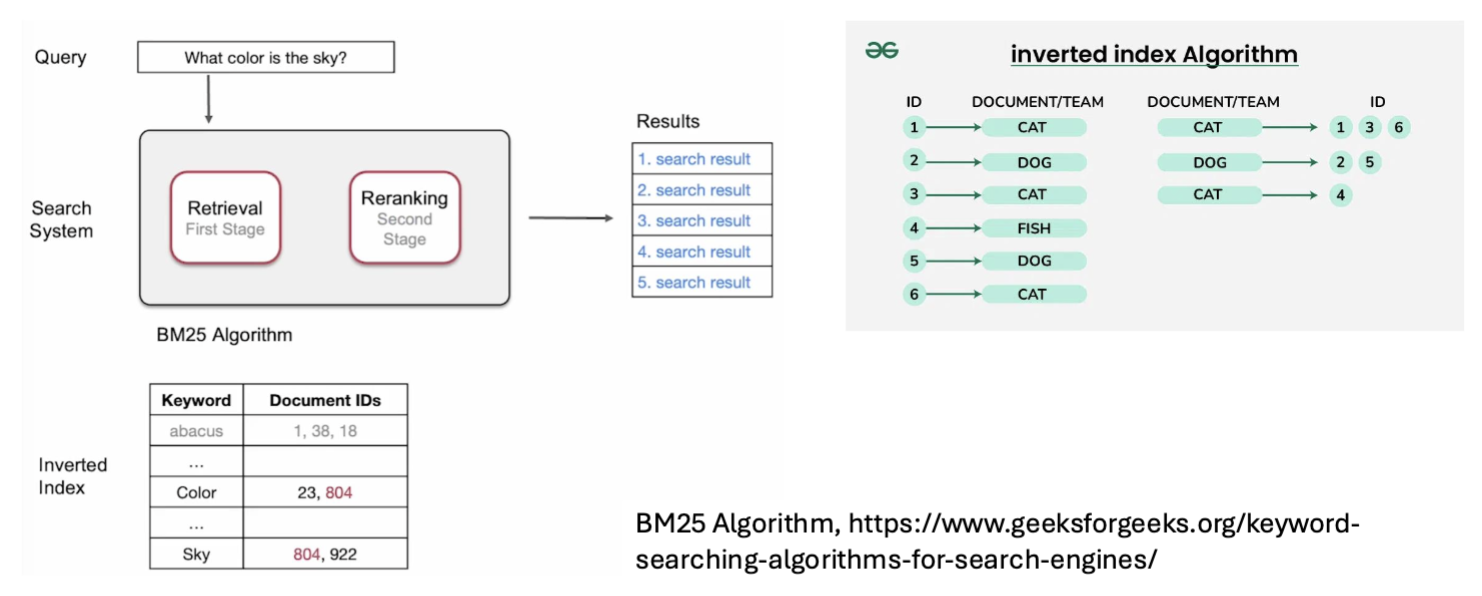 Query
What color is the sky?
Search
System
Retrieval
First Stage
Reranking
Second
Stage
BM25 Algorithm
Results
1. search result
2. search result
3. search result
4. search result
5. search result
Inverted
Index
Keyword Document IDs
abacus 1, 38, 18
...
Color 23, 804
...
Sky 804, 922
inverted index Algorithm
ID DOCUMENT/TEAM DOCUMENT/TEAM ID
1 CAT CAT 1 3 6
2 DOG DOG 2 5
3 CAT CAT 4
4 FISH
5 DOG
6 CAT
BM25 Algorithm, https://www.geeksforgeeks.org/keyword-
searching-algorithms-for-search-engines/